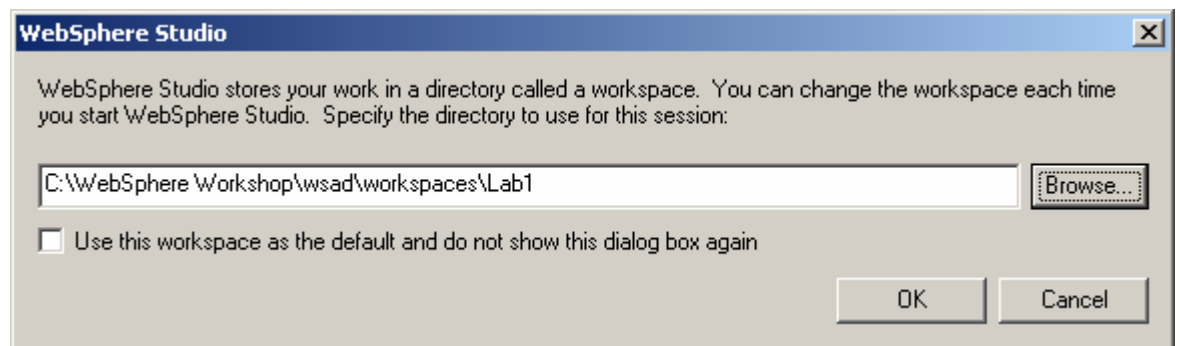 WebSphere Studio
WebSphere Studio stores your work in a directory called a workspace.  You can change the workspace each time
you start WebSphere Studio.  Specify the directory to use for this session:
C:\WebSphere Workshop\wsad\workspaces\Lab1
Browse...
Use this workspace as the default and do not show this dialog box again
OK
Cancel